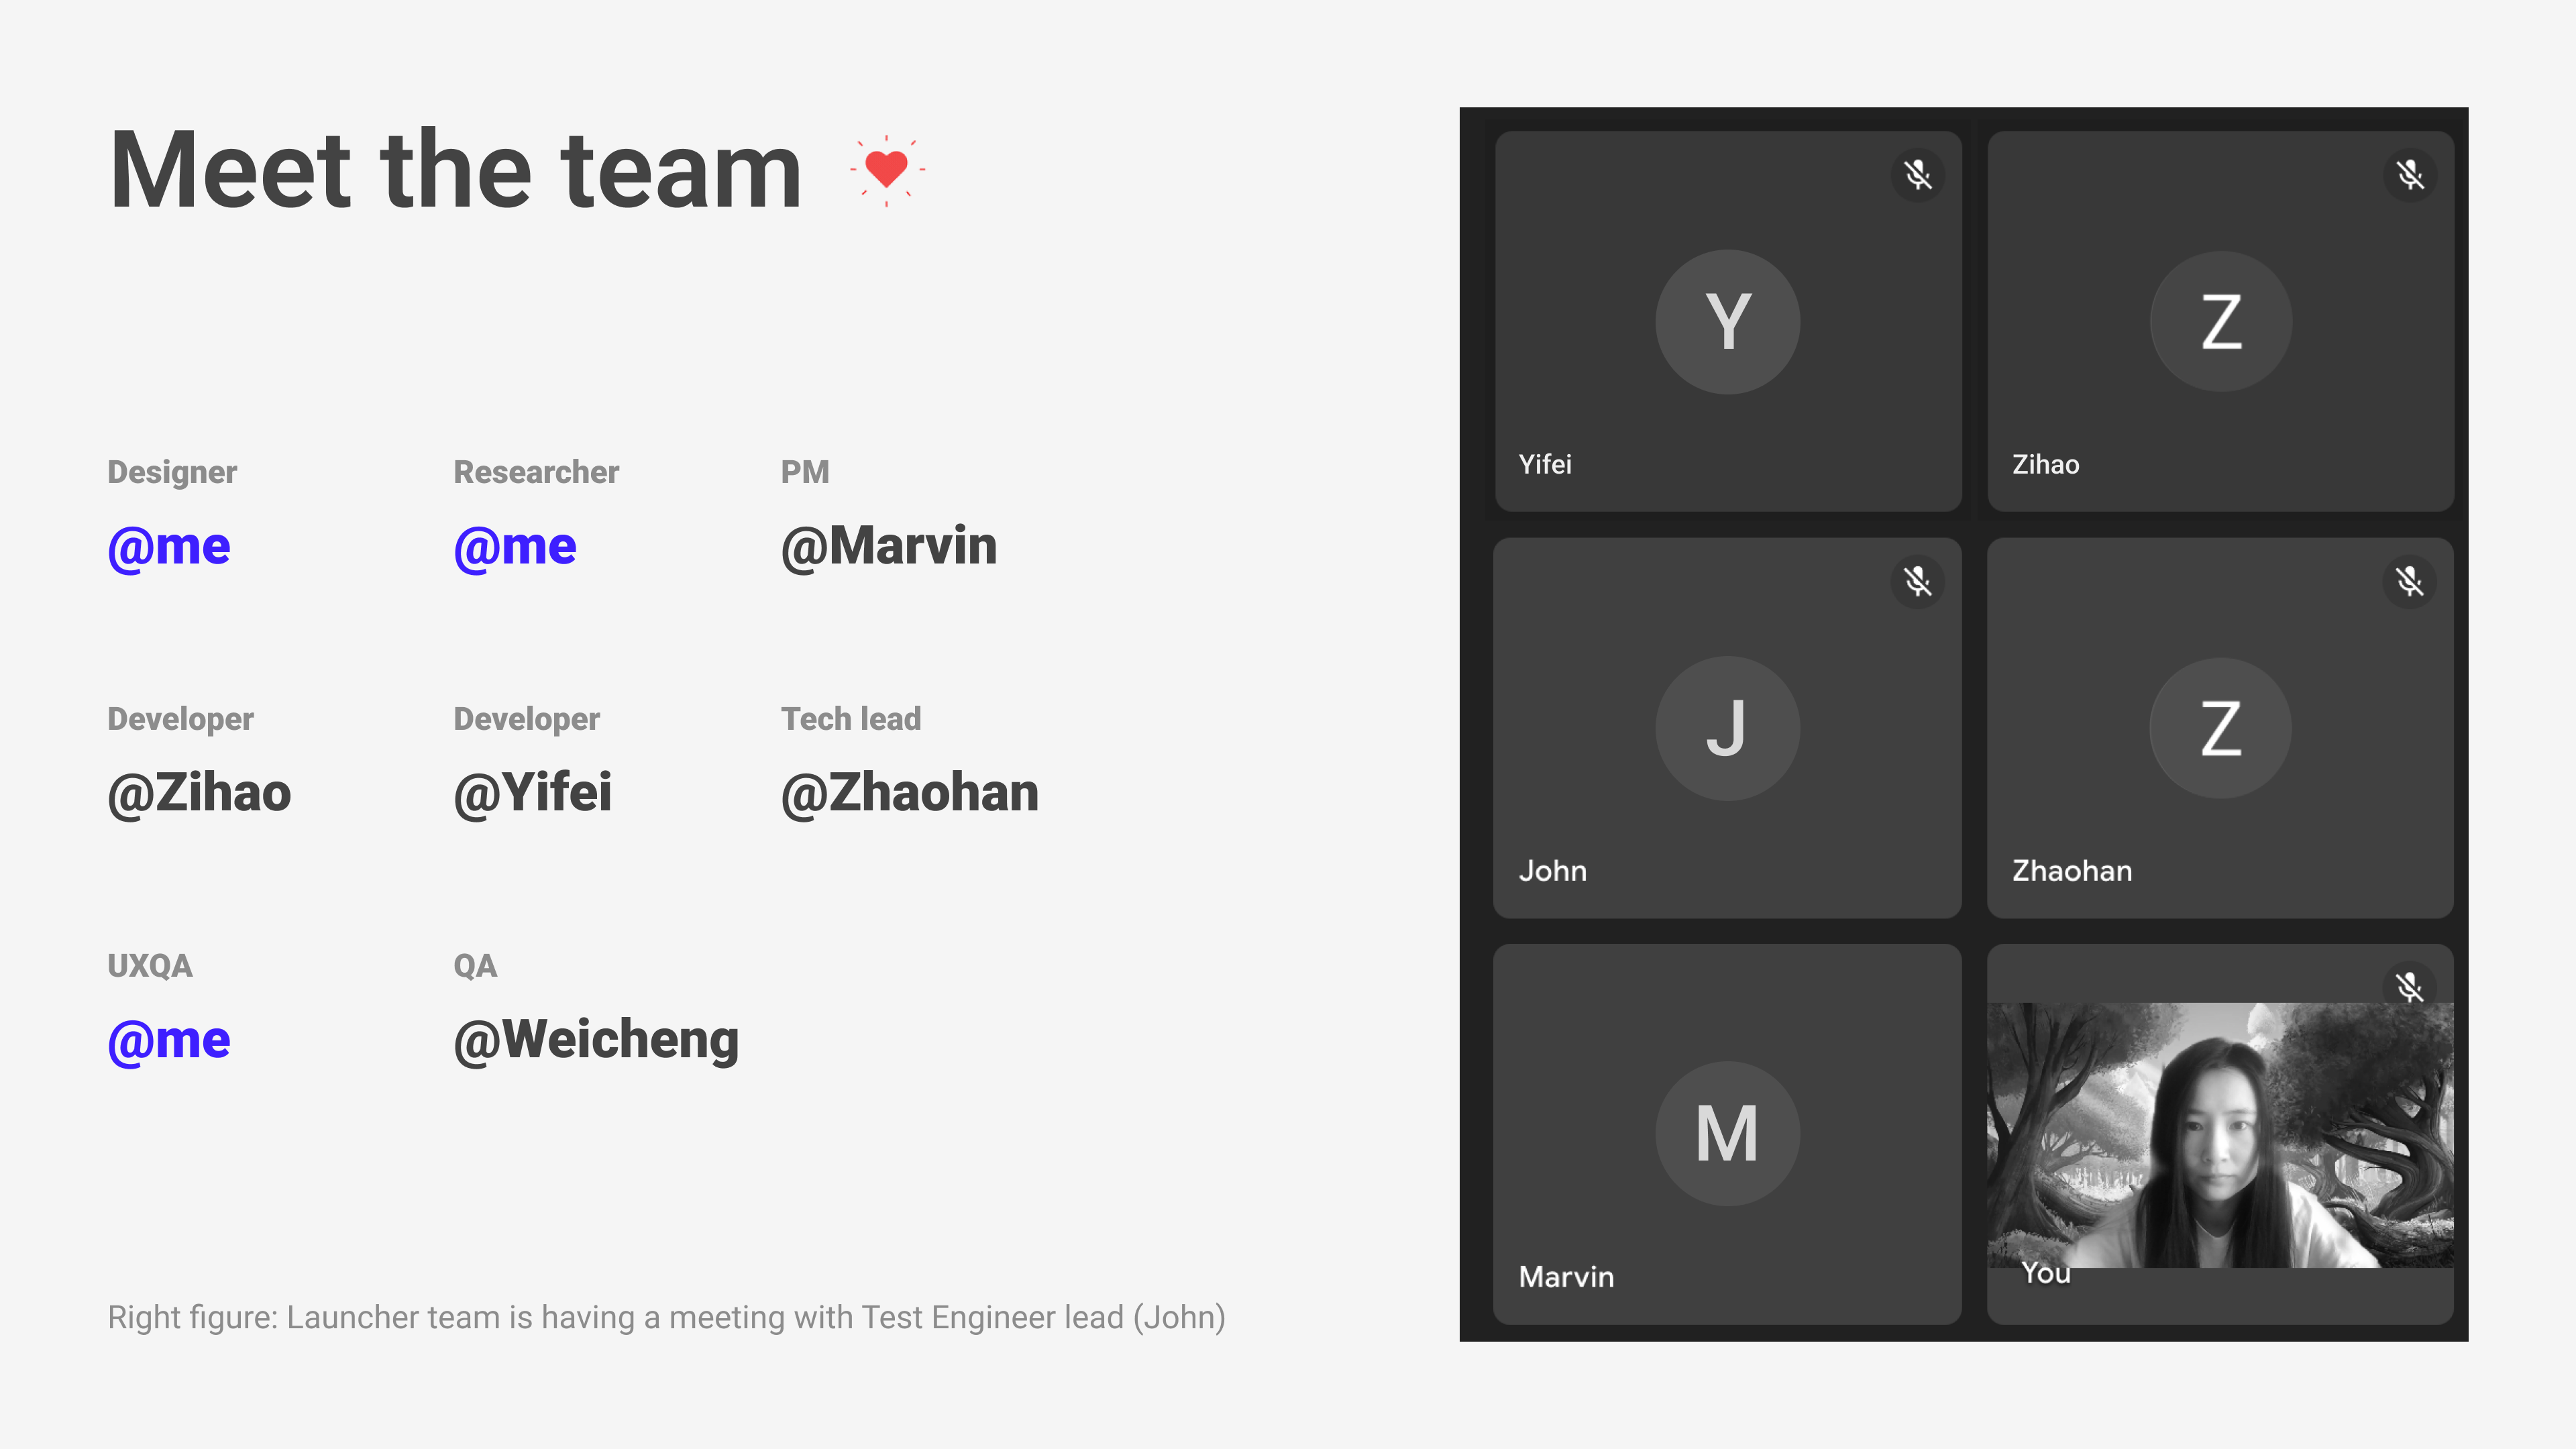 Meet the team
Designer
@me
Researcher
@me
PM
@Marvin
Developer
@Zihao
Developer
@Yifei
Tech lead
@Zhaohan
UXQA
@me
QA
@Weicheng
Right figure: Launcher team is having a meeting with Test Engineer lead (John)
Y
Yifei
Z
Zihao
J
John
Z
Zhaohan
M
Marvin
You